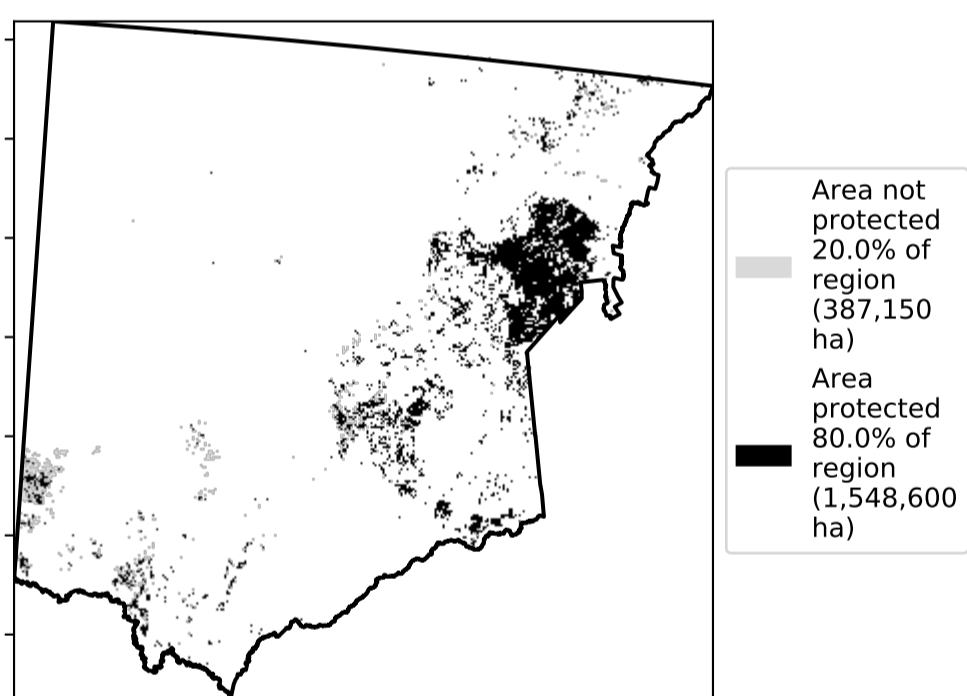 Area not
protected
20.0% of
region
(387,150
ha)
Area
protected
80.0% of
region
(1,548,600
ha)